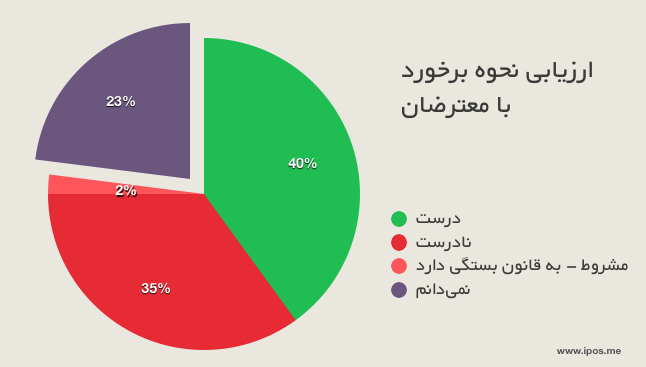 ارزیابی نحوه برخورد
با معترضان
23%
40%
2%
35%
درست
نادرست
مشروط – به قانون بستگی دارد
نمی‌دانم
www.ipos.me